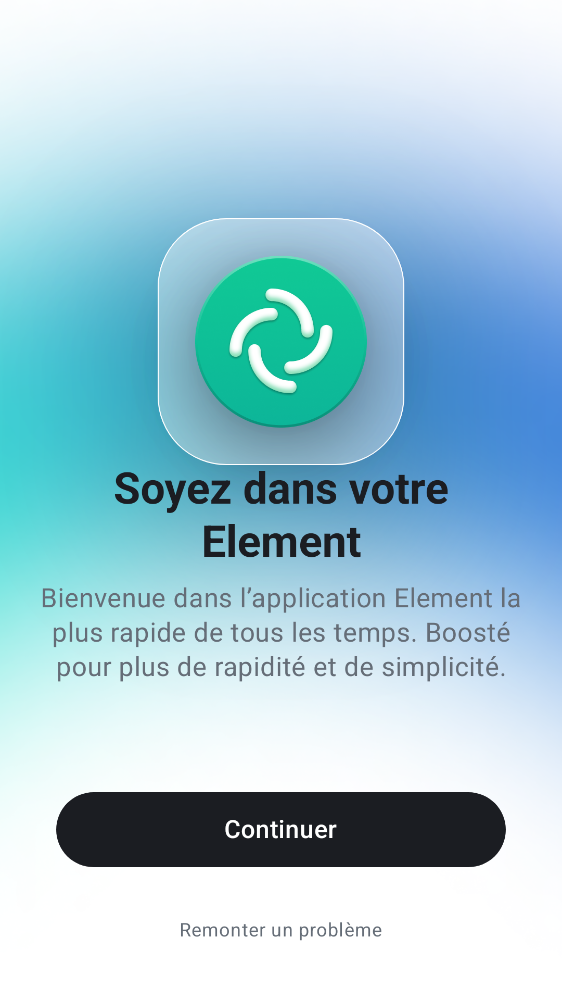 Soyez dans votre
Element
Bienvenue dans l’application Element la
plus rapide de tous les temps. Boosté
pour plus de rapidité et de simplicité.
Continuer
Remonter un problème